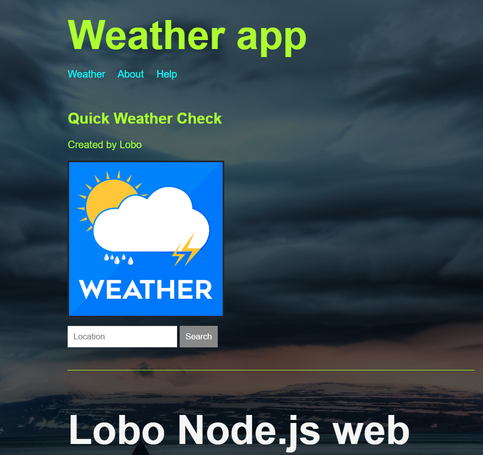 Weather app
Weather About Help
Quick Weather Check
Created by Lobo
WEATHER
Location Search
Lobo Node.js web